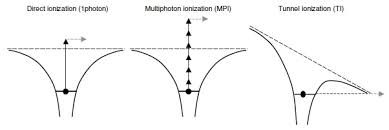 Direct ionization (1photon)
Multiphoton ionization (MPI)
Tunnel ionization (TI)